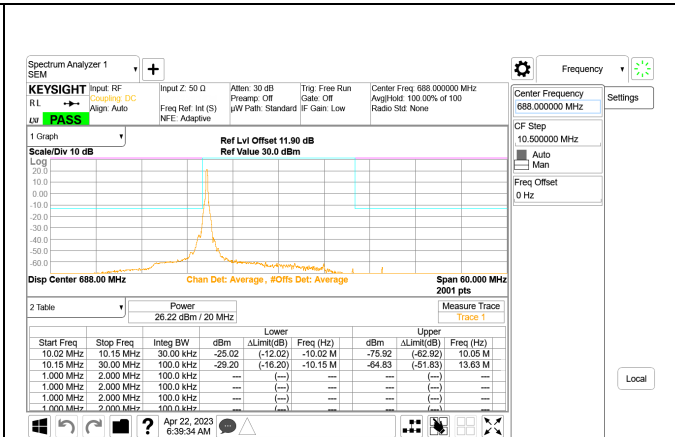 Spectrum Analyzer 1
SEM
Frequency
KEYSIGHT
RL
LXI
PASS
Input: RF
Coupling: DC
Align: Auto
Input Z: 50 Ω
Freq Ref: Int (S)
NFE: Adaptive
Atten: 30 dB
Preamp: Off
µW Path: Standard
Trig: Free Run
Gate: Off
IF Gain: Low
Center Freq: 688.000000 MHz
Avg|Hold: 100.00% of 100
Radio Std: None
Center Frequency
688.000000 MHz
Settings
CF Step
10.500000 MHz
Auto
Man
Freq Offset
0 Hz
1 Graph
Scale/Div 10 dB
Ref Lvl Offset 11.90 dB
Ref Value 30.0 dBm
Log
20.0
10.0
0.00
-10.0
-20.0
-30.0
-40.0
-50.0
-60.0
Disp Center 688.00 MHz
Chan Det: Average, #Offs Det: Average
Span 60.000 MHz
2001 pts
2 Table
Power
26.22 dBm / 20 MHz
Measure Trace
Trace 1
Lower Upper
Start Freq Stop Freq Integ BW dBm ΔLimit(dB) Freq (Hz) dBm ΔLimit(dB) Freq (Hz)
10.02 MHz 10.15 MHz 30.00 kHz -25.02 (-12.02) -10.02 M -75.92 (-62.92) 10.05 M
10.15 MHz 30.00 MHz 100.0 kHz -29.20 (-16.20) -10.15 M -64.83 (-51.83) 13.63 M
1.000 MHz 2.000 MHz 100.0 kHz --- (---) --- --- (---) ---
1.000 MHz 2.000 MHz 100.0 kHz --- (---) --- --- (---) ---
1.000 MHz 2.000 MHz 100.0 kHz --- (---) --- --- (---) ---
1.000 MHz 2.000 MHz 100.0 kHz --- (---) --- --- (---) ---
Local
?
Apr 22, 2023
6:39:34 AM